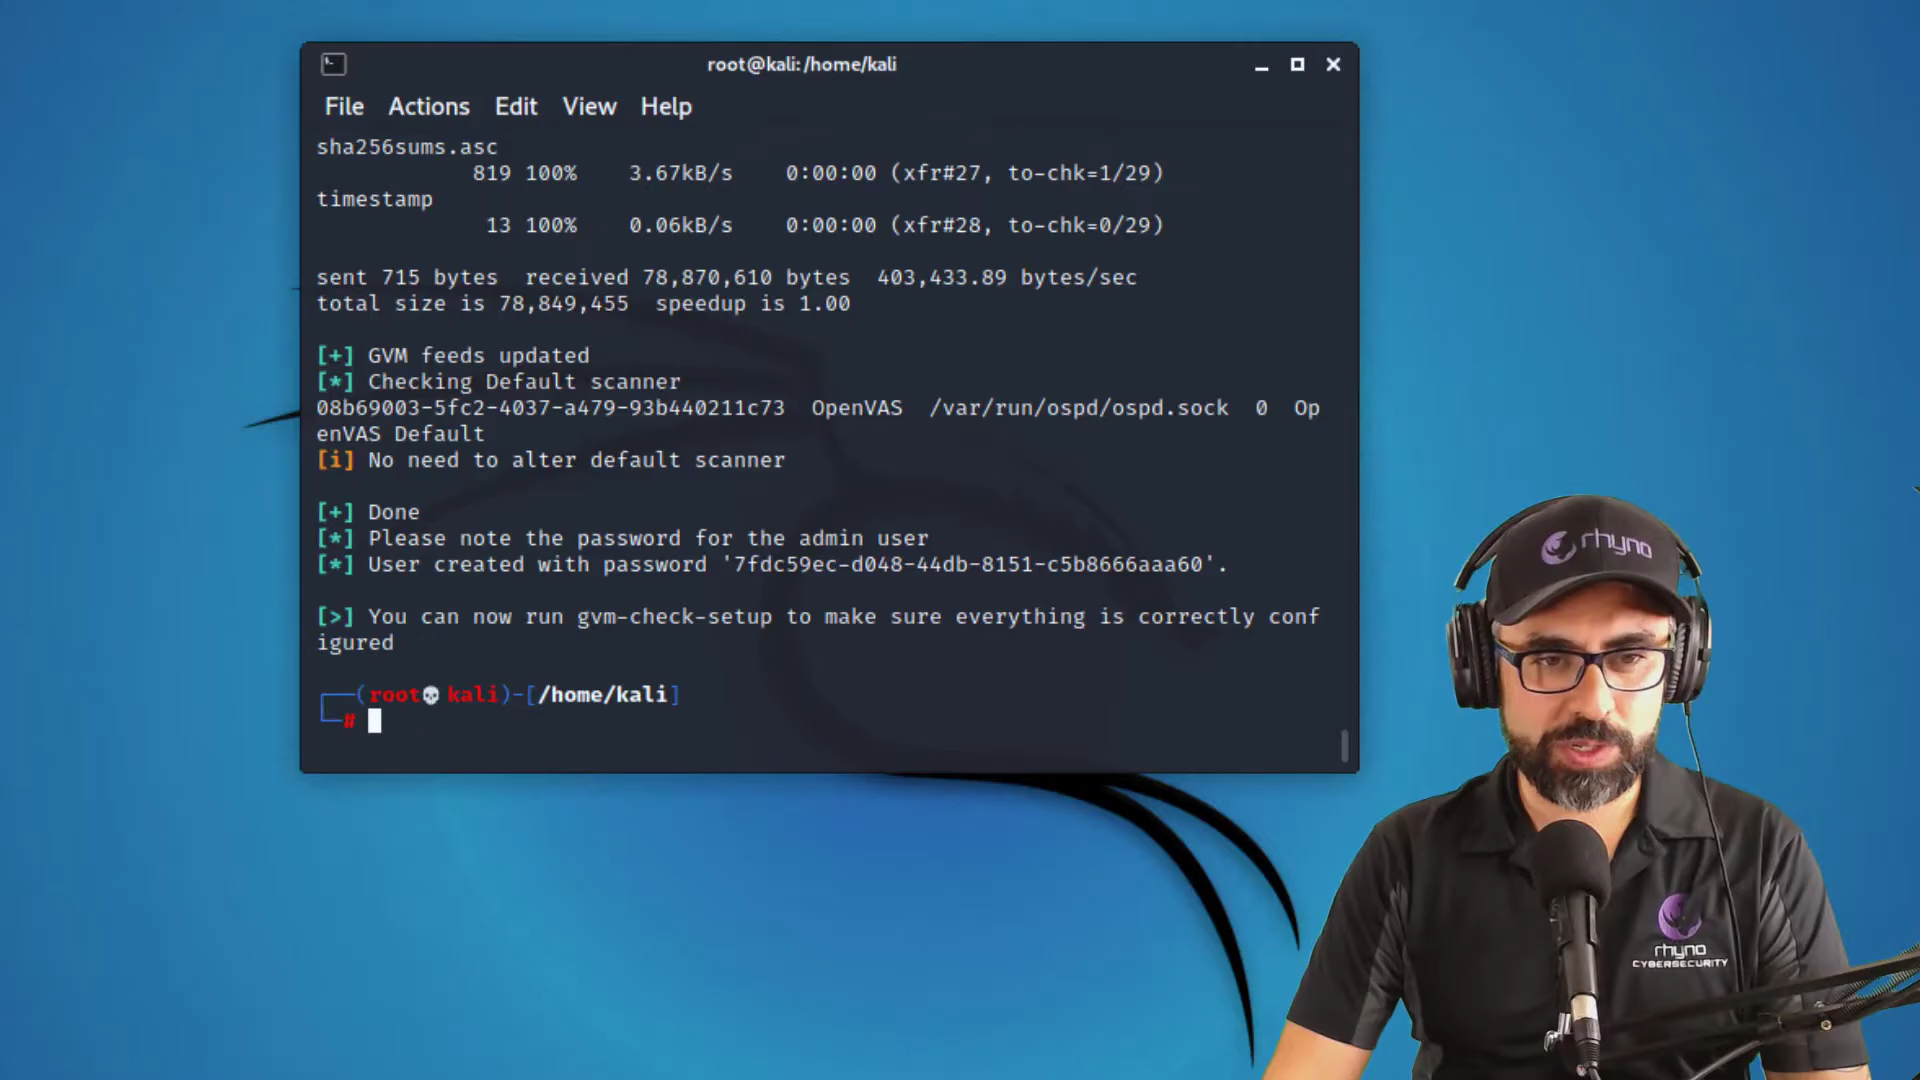 root@kali:/home/kali
File Actions Edit View Help
sha256sums.asc
819 100% 3.67kB/s 0:00:00 (xfr#27, to-chk=1/29)
timestamp
13 100% 0.06kB/s 0:00:00 (xfr#28, to-chk=0/29)
sent 715 bytes received 78,870,610 bytes 403,433.89 bytes/sec
total size is 78,849,455 speedup is 1.00
[+] GVM feeds updated
[*] Checking Default scanner
08b69003-5fc2-4037-a479-93b440211c73 OpenVAS /var/run/ospd/ospd.sock 0 Op
enVAS Default
[i] No need to alter default scanner
[+] Done
[*] Please note the password for the admin user
[*] User created with password '7fdc59ec-d048-44db-8151-c5b8666aaa60'.
[>] You can now run gvm-check-setup to make sure everything is correctly conf
igured
┌──(root💀kali)-[/home/kali]
└─#
rhyno
rhyno
CYBERSECURITY